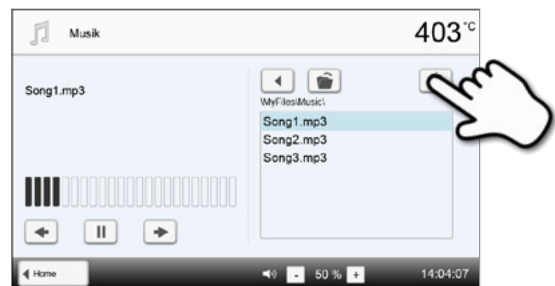 Musik
403 °C
Song1.mp3
\MyFiles\Music\
Song1.mp3
Song2.mp3
Song3.mp3
Home
- 50 % +
14:04:07